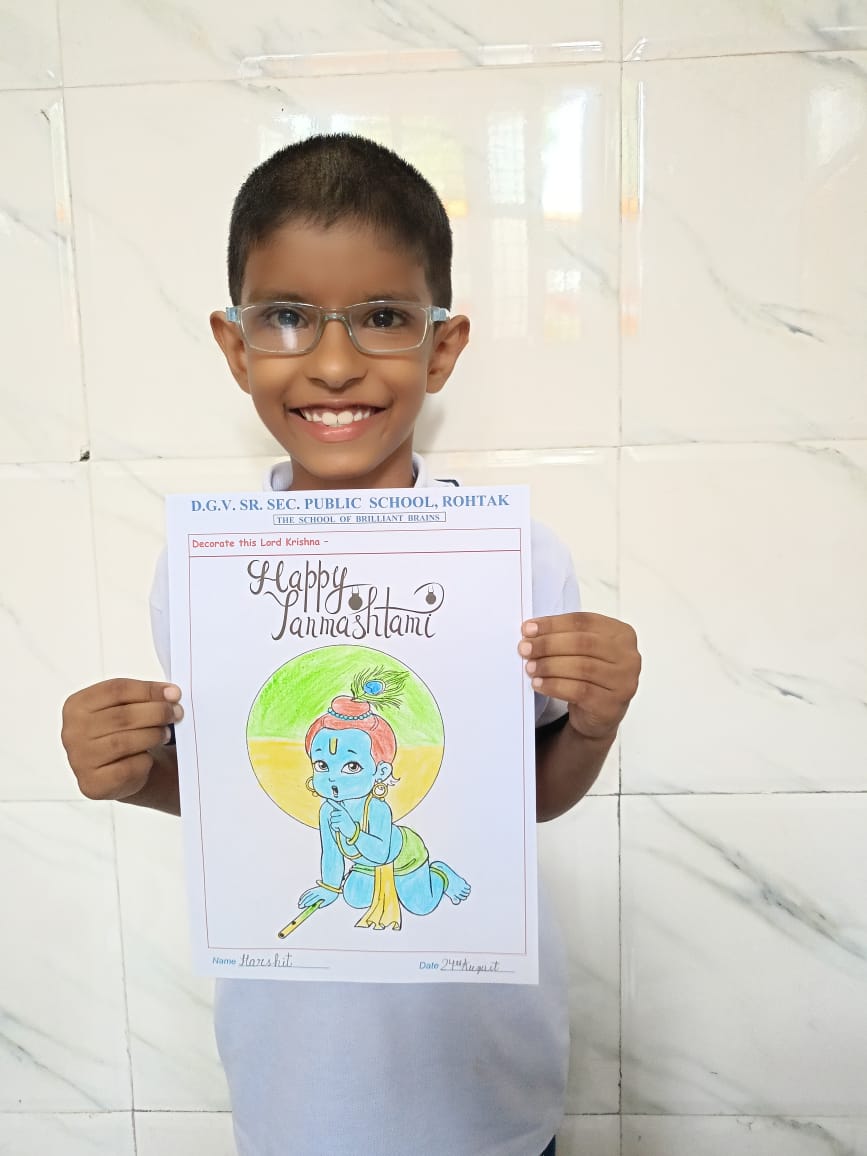 D.G.V. SR. SEC. PUBLIC SCHOOL, ROHTAK
THE SCHOOL OF BRILLIANT BRAINS
Decorate this Lord Krishna –
Happy
Janmashtami
Name Harshit Date 24th August